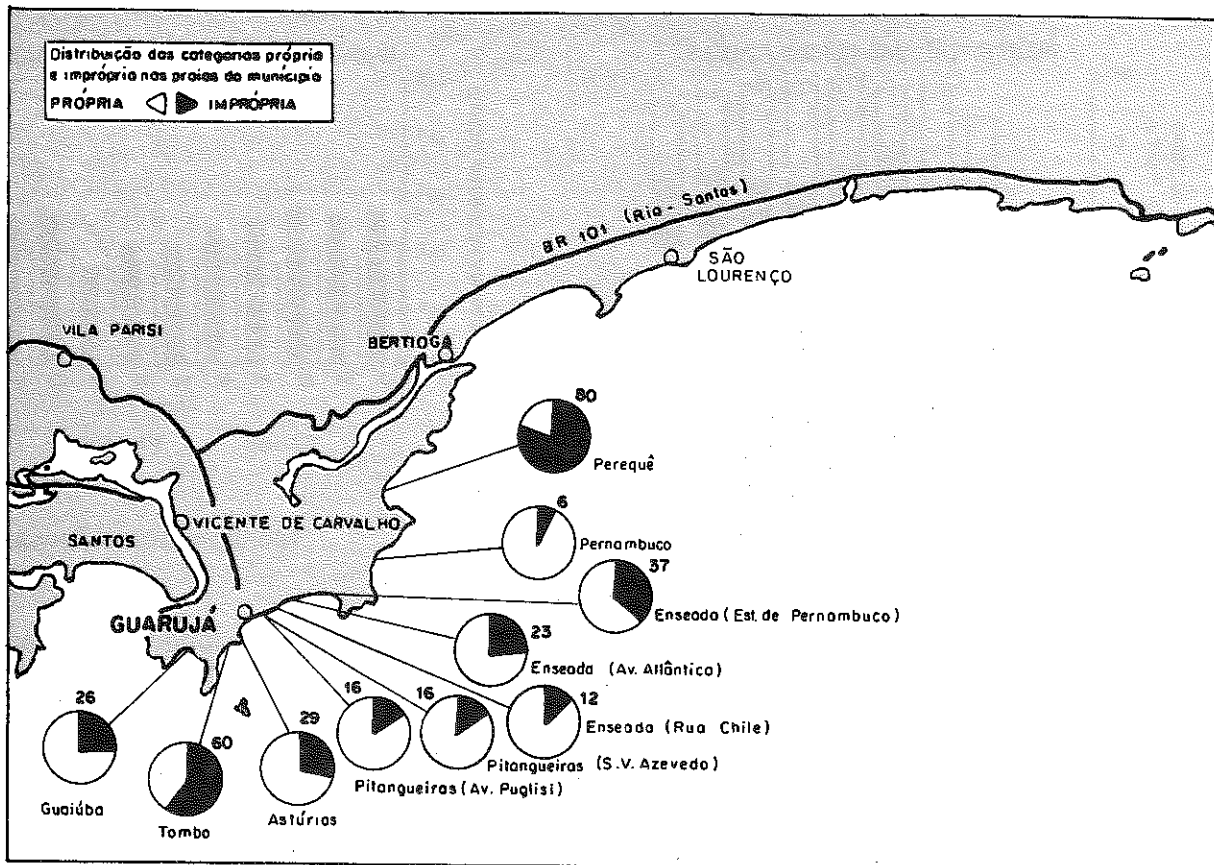 Distribuição das categorias própria
e imprópria nas praias do município
PRÓPRIA IMPRÓPRIA
BR 101 (Rio - Santos)
SÃO
LOURENÇO
VILA PARISI
BERTIOGA
80
Perequê
6
Pernambuco
VICENTE DE CARVALHO
SANTOS
37
Enseada (Est. de Pernambuco)
GUARUJÁ
23
Enseada (Av. Atlântica)
12
Enseada (Rua Chile)
16
Pitangueiras (S.V. Azevedo)
16
Pitangueiras (Av. Puglisi)
29
Astúrias
60
Tombo
26
Guaiúba